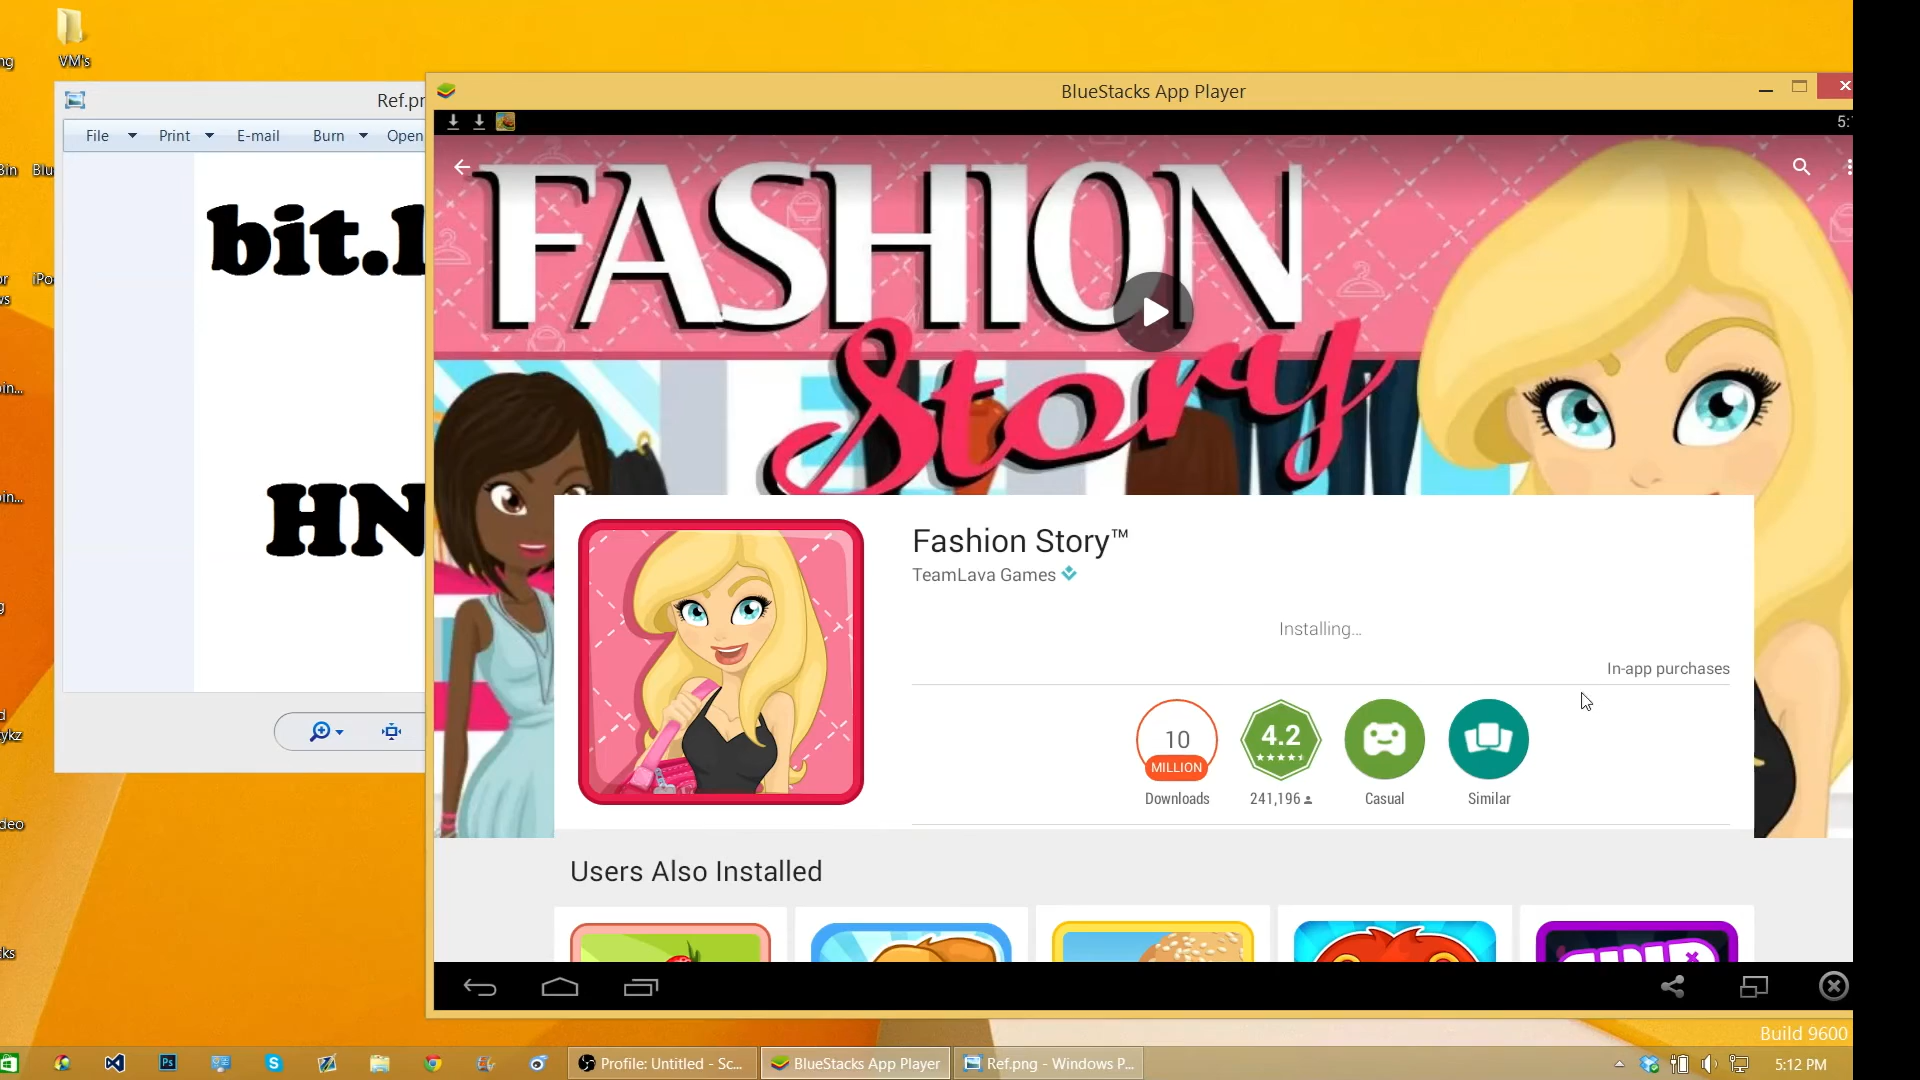 VM's
Ref.pr
File
Print
E-mail
Burn
Open
bit.l
HN
BlueStacks App Player
FASHION
Story
Fashion Story™
TeamLava Games
Installing...
In-app purchases
10
MILLION
Downloads
4.2
241,196
Casual
Similar
Users Also Installed
Build 9600
Profile: Untitled - Sc...
BlueStacks App Player
Ref.png - Windows P...
5:12 PM